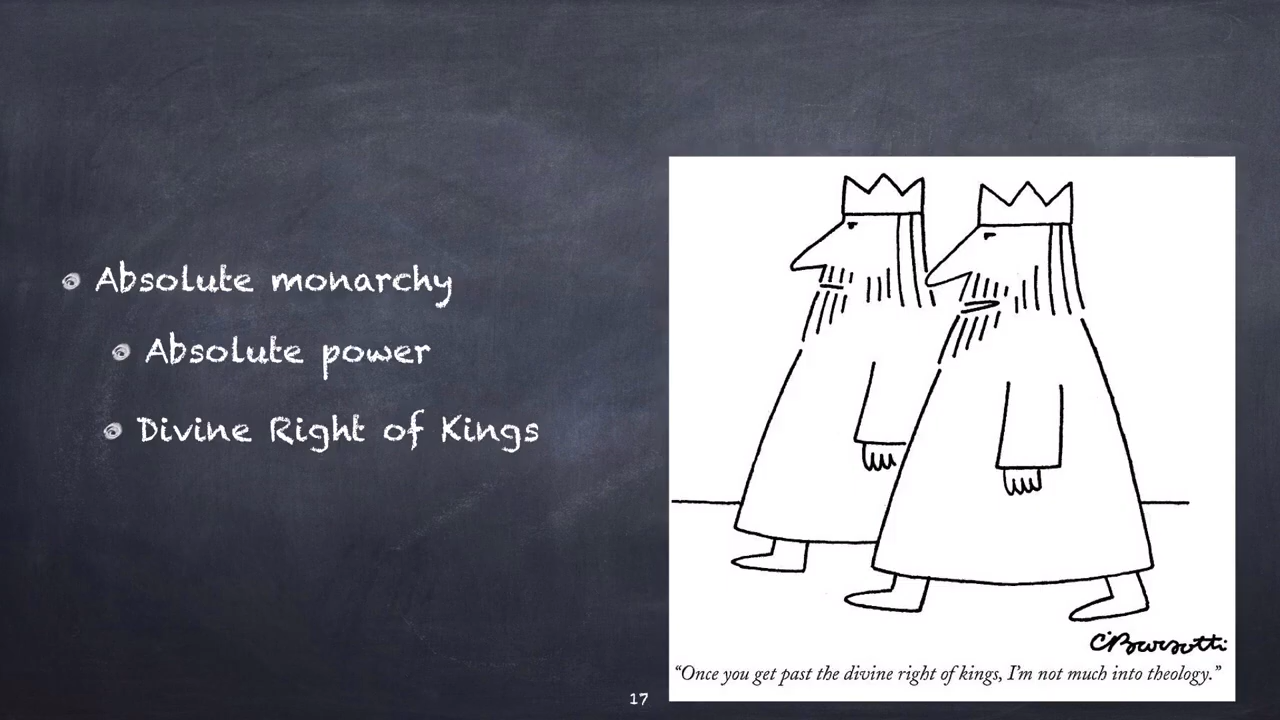 Absolute monarchy
Absolute power
Divine Right of Kings
C Barsotti
“Once you get past the divine right of kings, I’m not much into theology.”
17